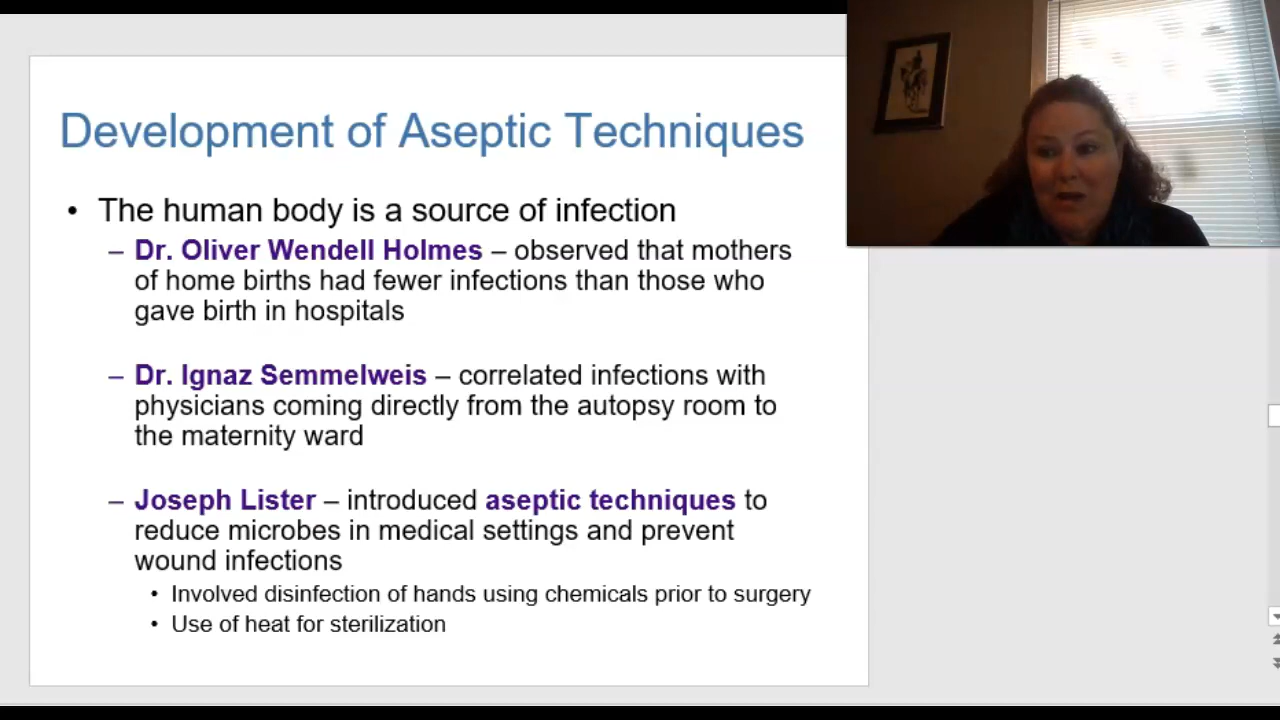 Development of Aseptic Techniques
• The human body is a source of infection
– Dr. Oliver Wendell Holmes – observed that mothers
of home births had fewer infections than those who
gave birth in hospitals
– Dr. Ignaz Semmelweis – correlated infections with
physicians coming directly from the autopsy room to
the maternity ward
– Joseph Lister – introduced aseptic techniques to
reduce microbes in medical settings and prevent
wound infections
• Involved disinfection of hands using chemicals prior to surgery
• Use of heat for sterilization